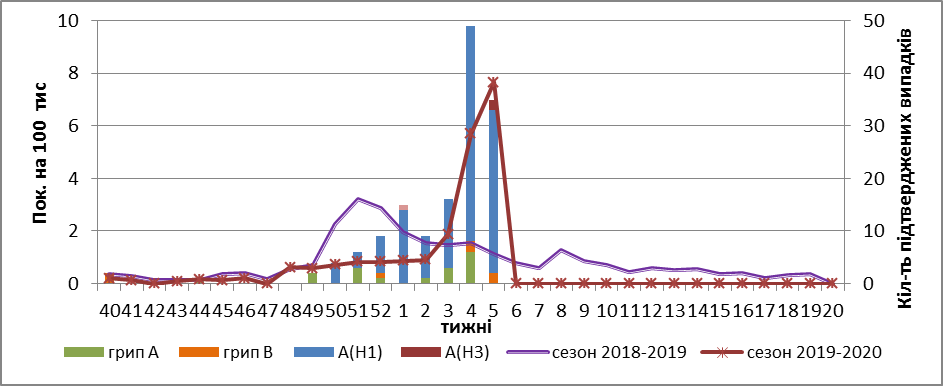 Пок. на 100 тис
10
8
6
4
2
0
50
40
30
20
10
0
Кіл-ть підтверджених випадків
40 41 42 43 44 45 46 47 48 49 50 51 52 1 2 3 4 5 6 7 8 9 10 11 12 13 14 15 16 17 18 19 20
тижні
грип А грип В А(Н1) А(Н3) сезон 2018-2019 сезон 2019-2020